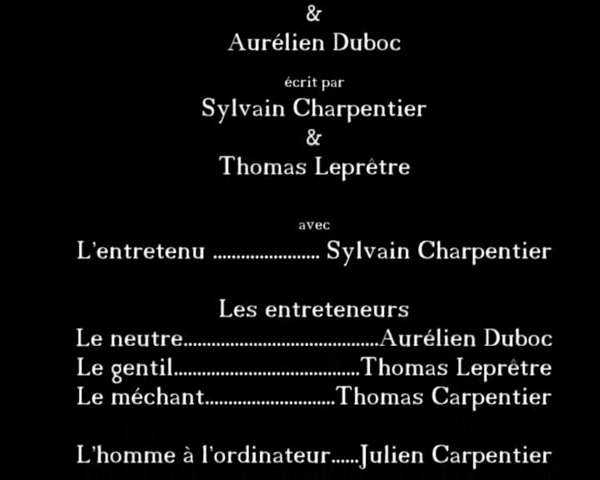 &
Aurélien Duboc
écrit par
Sylvain Charpentier
&
Thomas Leprêtre
avec
L'entretenu ....................... Sylvain Charpentier
Les entreteneurs
Le neutre..........................................Aurélien Duboc
Le gentil........................................Thomas Leprêtre
Le méchant............................Thomas Carpentier
L'homme à l'ordinateur......Julien Carpentier